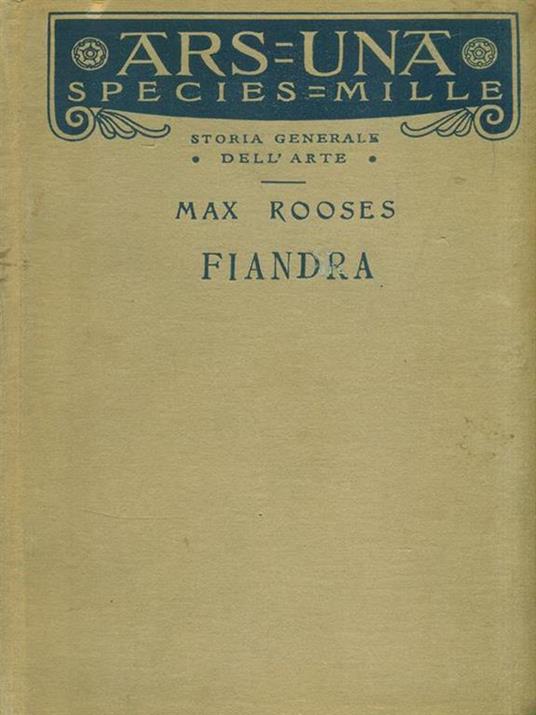 ARS=UNA
SPECIES=MILLE
STORIA GENERALE
• DELL'ARTE •
MAX ROOSES
FIANDRA